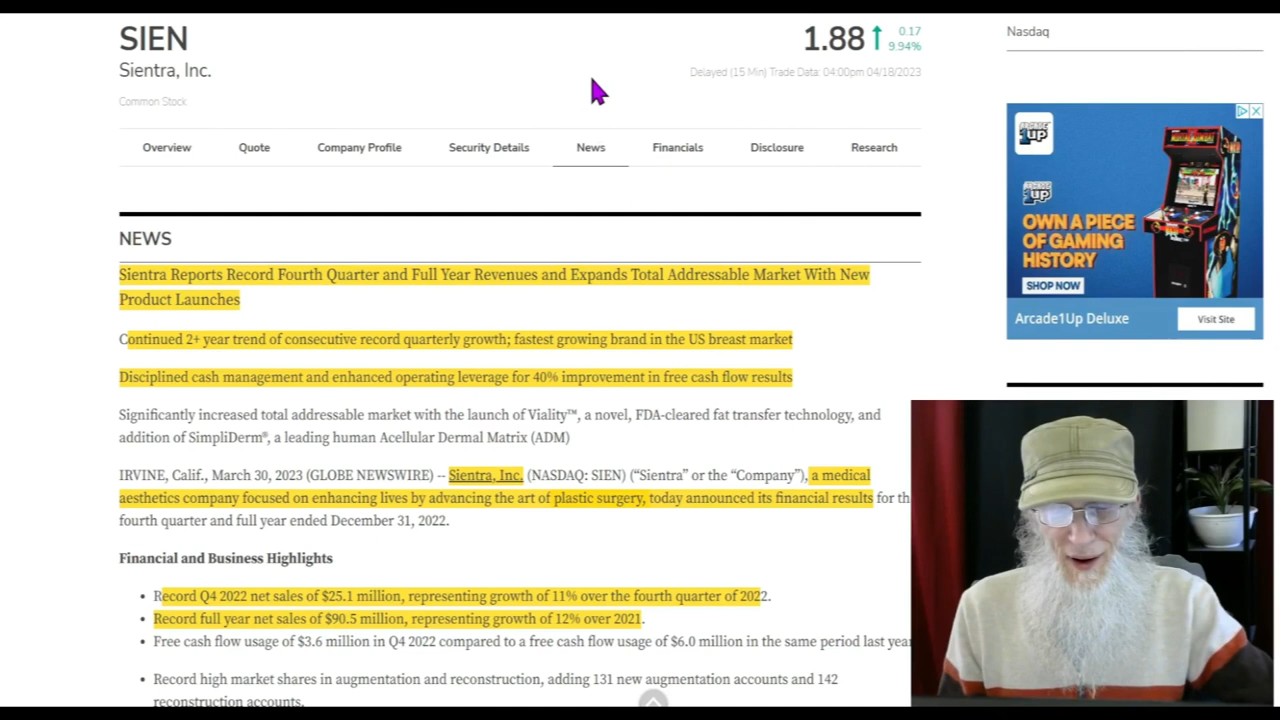 SIEN
Sientra, Inc.
Common Stock
1.88
0.17
9.94%
Delayed (15 Min) Trade Data: 04:00pm 04/18/2023
Overview
Quote
Company Profile
Security Details
News
Financials
Disclosure
Research
NEWS
Sientra Reports Record Fourth Quarter and Full Year Revenues and Expands Total Addressable Market With New
Product Launches
Continued 2+ year trend of consecutive record quarterly growth; fastest growing brand in the US breast market
Disciplined cash management and enhanced operating leverage for 40% improvement in free cash flow results
Significantly increased total addressable market with the launch of Viality™, a novel, FDA-cleared fat transfer technology, and
addition of SimpliDerm®, a leading human Acellular Dermal Matrix (ADM)
IRVINE, Calif., March 30, 2023 (GLOBE NEWSWIRE) -- Sientra, Inc. (NASDAQ: SIEN) (“Sientra” or the “Company”), a medical
aesthetics company focused on enhancing lives by advancing the art of plastic surgery, today announced its financial results for th
fourth quarter and full year ended December 31, 2022.
Financial and Business Highlights
• Record Q4 2022 net sales of $25.1 million, representing growth of 11% over the fourth quarter of 2022.
• Record full year net sales of $90.5 million, representing growth of 12% over 2021.
• Free cash flow usage of $3.6 million in Q4 2022 compared to a free cash flow usage of $6.0 million in the same period last year
• Record high market shares in augmentation and reconstruction, adding 131 new augmentation accounts and 142
reconstruction accounts.
Nasdaq
ARCADE
1UP
ARCADE
1UP
OWN A PIECE
OF GAMING
HISTORY
SHOP NOW
Arcade1Up Deluxe
Visit Site